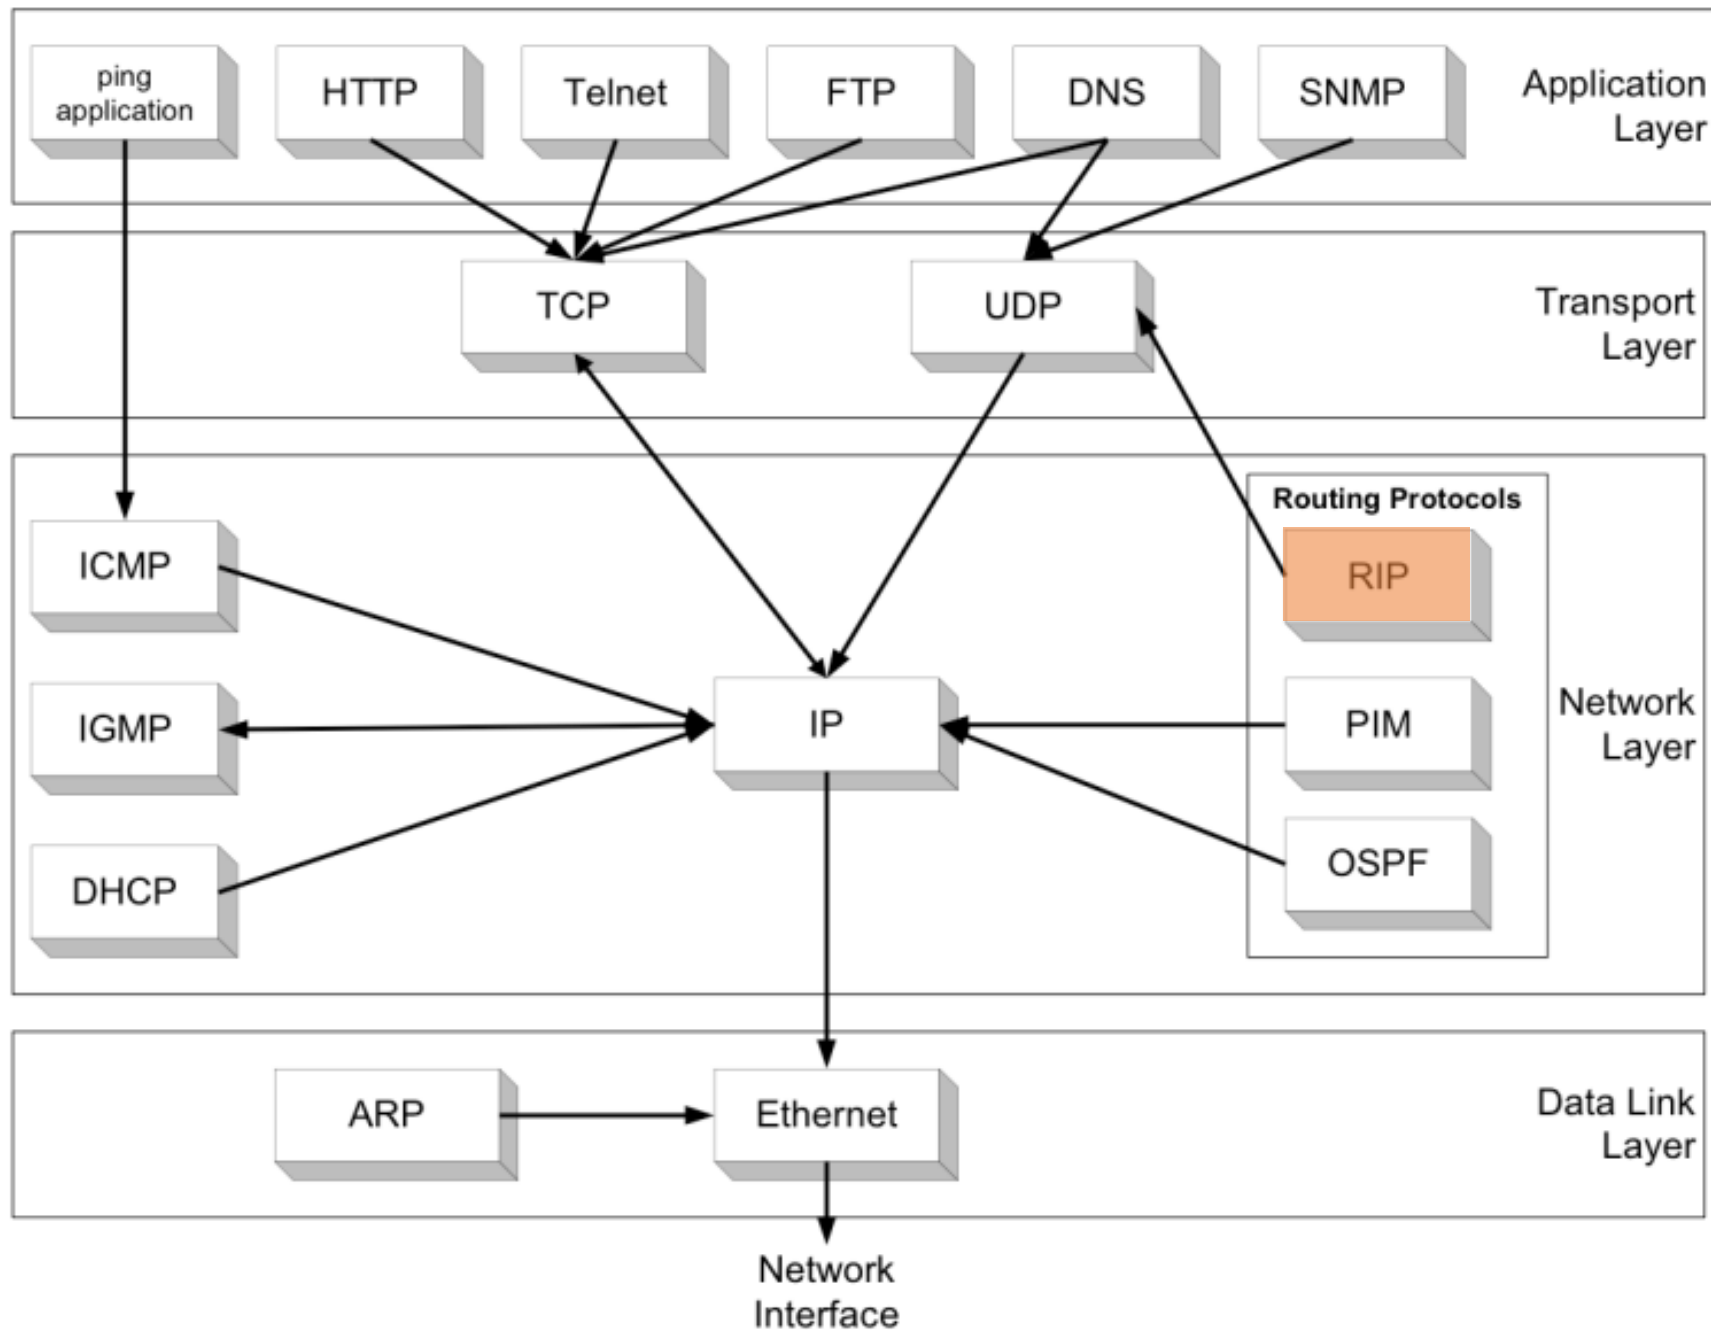 ping
application
HTTP
Telnet
FTP
DNS
SNMP
Application
Layer
TCP
UDP
Transport
Layer
Routing Protocols
ICMP
RIP
IGMP
IP
PIM
Network
Layer
DHCP
OSPF
ARP
Ethernet
Data Link
Layer
Network
Interface